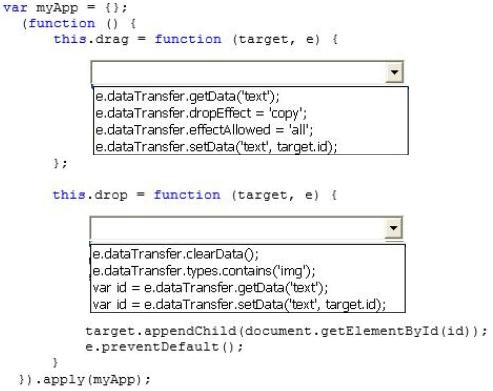 var myApp = {};
(function () {
this.drag = function (target, e) {
e.dataTransfer.getData('text');
e.dataTransfer.dropEffect = 'copy';
e.dataTransfer.effectAllowed = 'all';
e.dataTransfer.setData('text', target.id);
};
this.drop = function (target, e) {
e.dataTransfer.clearData();
e.dataTransfer.types.contains('img');
var id = e.dataTransfer.getData('text');
var id = e.dataTransfer.setData('text', target.id);
target.appendChild(document.getElementById(id));
e.preventDefault();
}
}).apply(myApp);